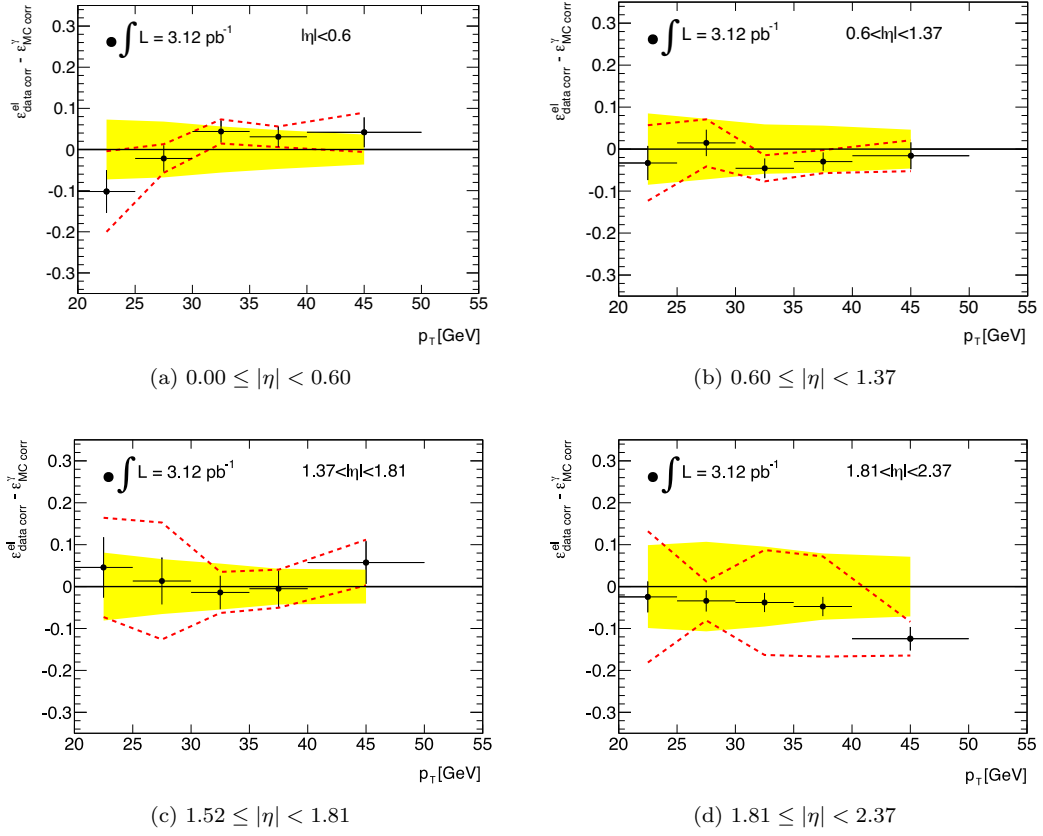 ε^el_data corr - ε^γ_MC corr
● ∫ L = 3.12 pb⁻¹ |η|<0.6
0.3
0.2
0.1
0
-0.1
-0.2
-0.3
20 25 30 35 40 45 50 55
p_T[GeV]
(a) 0.00 ≤ |η| < 0.60
ε^el_data corr - ε^γ_MC corr
● ∫ L = 3.12 pb⁻¹ 0.6<|η|<1.37
0.3
0.2
0.1
0
-0.1
-0.2
-0.3
20 25 30 35 40 45 50 55
p_T[GeV]
(b) 0.60 ≤ |η| < 1.37
ε^el_data corr - ε^γ_MC corr
● ∫ L = 3.12 pb⁻¹ 1.37<|η|<1.81
0.3
0.2
0.1
0
-0.1
-0.2
-0.3
20 25 30 35 40 45 50 55
p_T[GeV]
(c) 1.52 ≤ |η| < 1.81
ε^el_data corr - ε^γ_MC corr
● ∫ L = 3.12 pb⁻¹ 1.81<|η|<2.37
0.3
0.2
0.1
0
-0.1
-0.2
-0.3
20 25 30 35 40 45 50 55
p_T[GeV]
(d) 1.81 ≤ |η| < 2.37